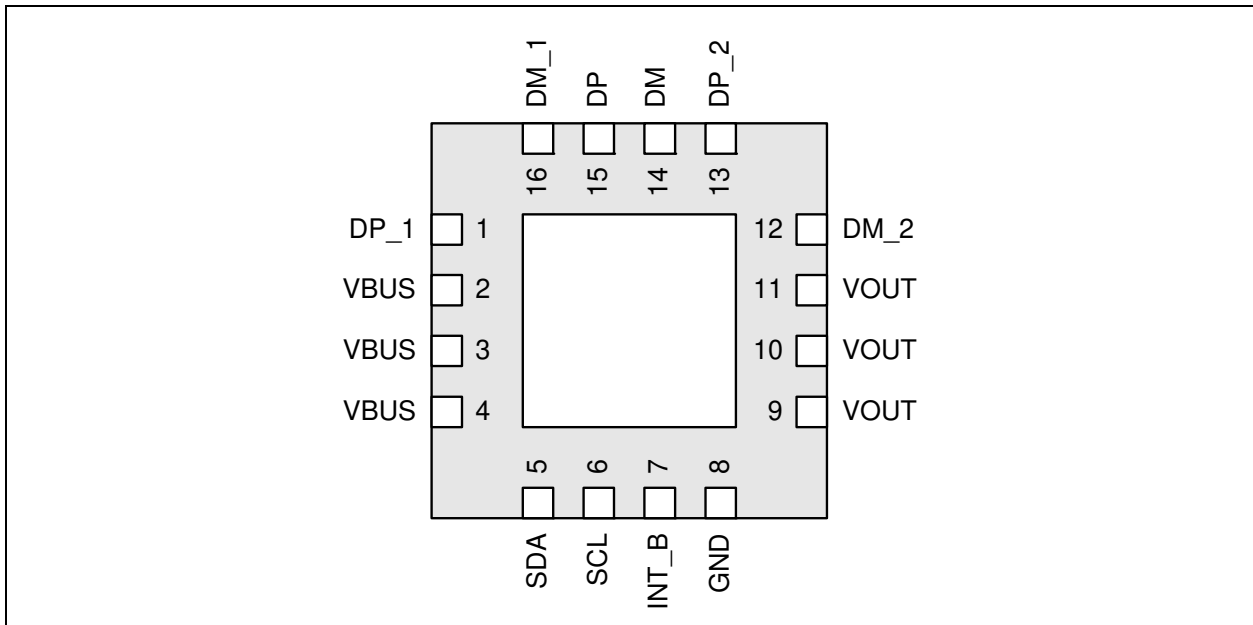 DM_1
DP
DM
DP_2
16
15
14
13
DP_1 1
12 DM_2
VBUS 2
11 VOUT
VBUS 3
10 VOUT
VBUS 4
9 VOUT
5
6
7
8
SDA
SCL
INT_B
GND